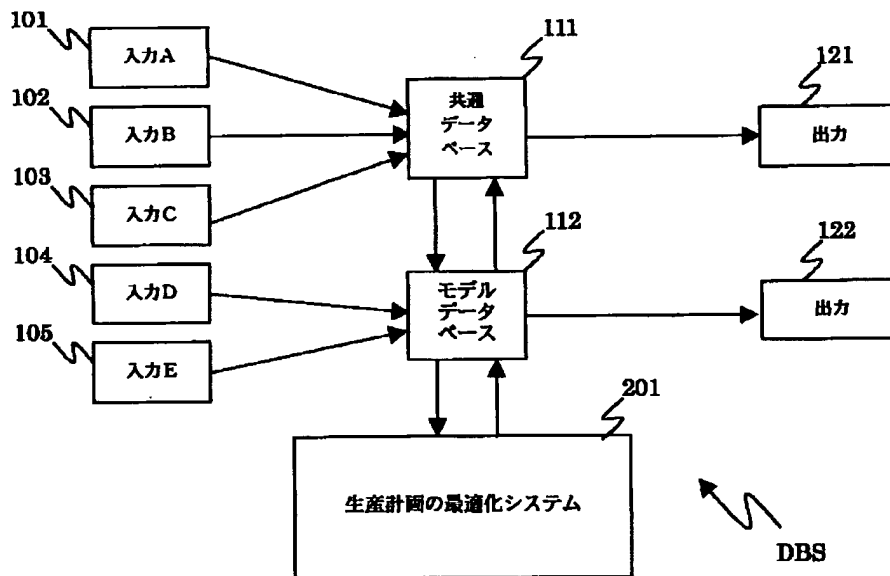 101
入力A
102
入力B
103
入力C
104
入力D
105
入力E
111
共通
データ
ベース
112
モデル
データ
ベース
121
出力
122
出力
201
生産計画の最適化システム
DBS